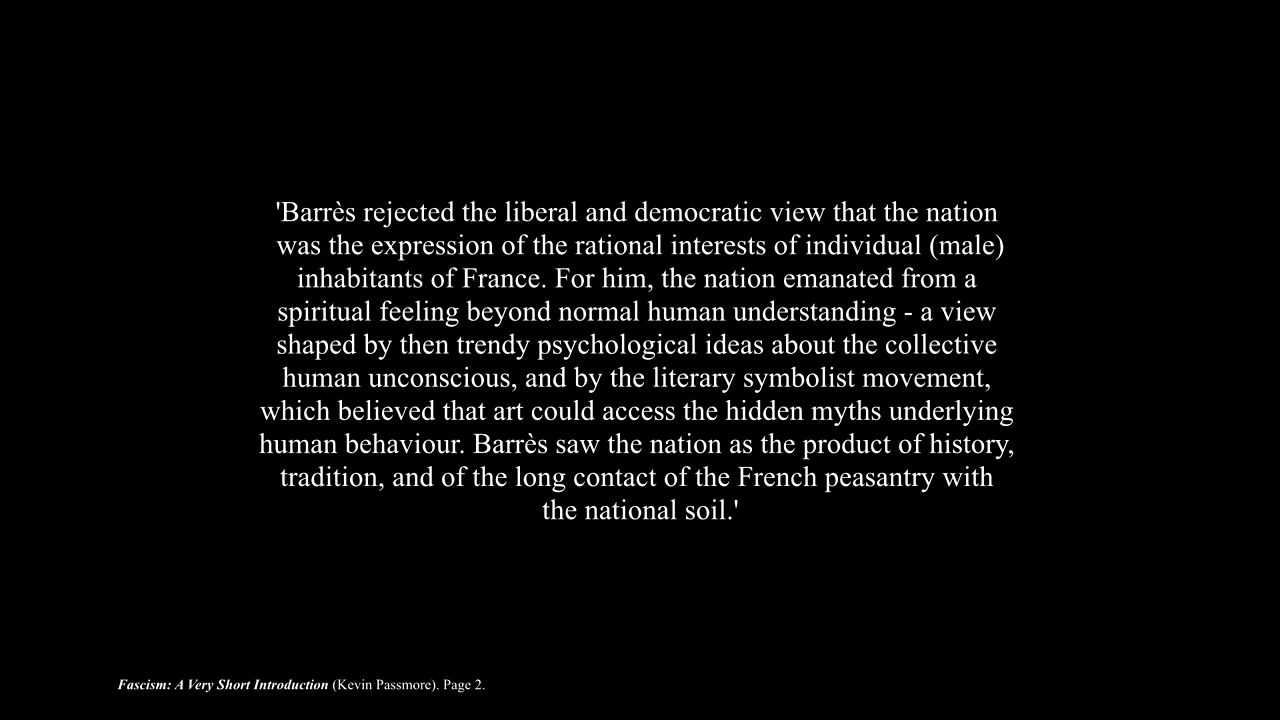 'Barrès rejected the liberal and democratic view that the nation
was the expression of the rational interests of individual (male)
inhabitants of France. For him, the nation emanated from a
spiritual feeling beyond normal human understanding - a view
shaped by then trendy psychological ideas about the collective
human unconscious, and by the literary symbolist movement,
which believed that art could access the hidden myths underlying
human behaviour. Barrès saw the nation as the product of history,
tradition, and of the long contact of the French peasantry with
the national soil.'
Fascism: A Very Short Introduction (Kevin Passmore). Page 2.